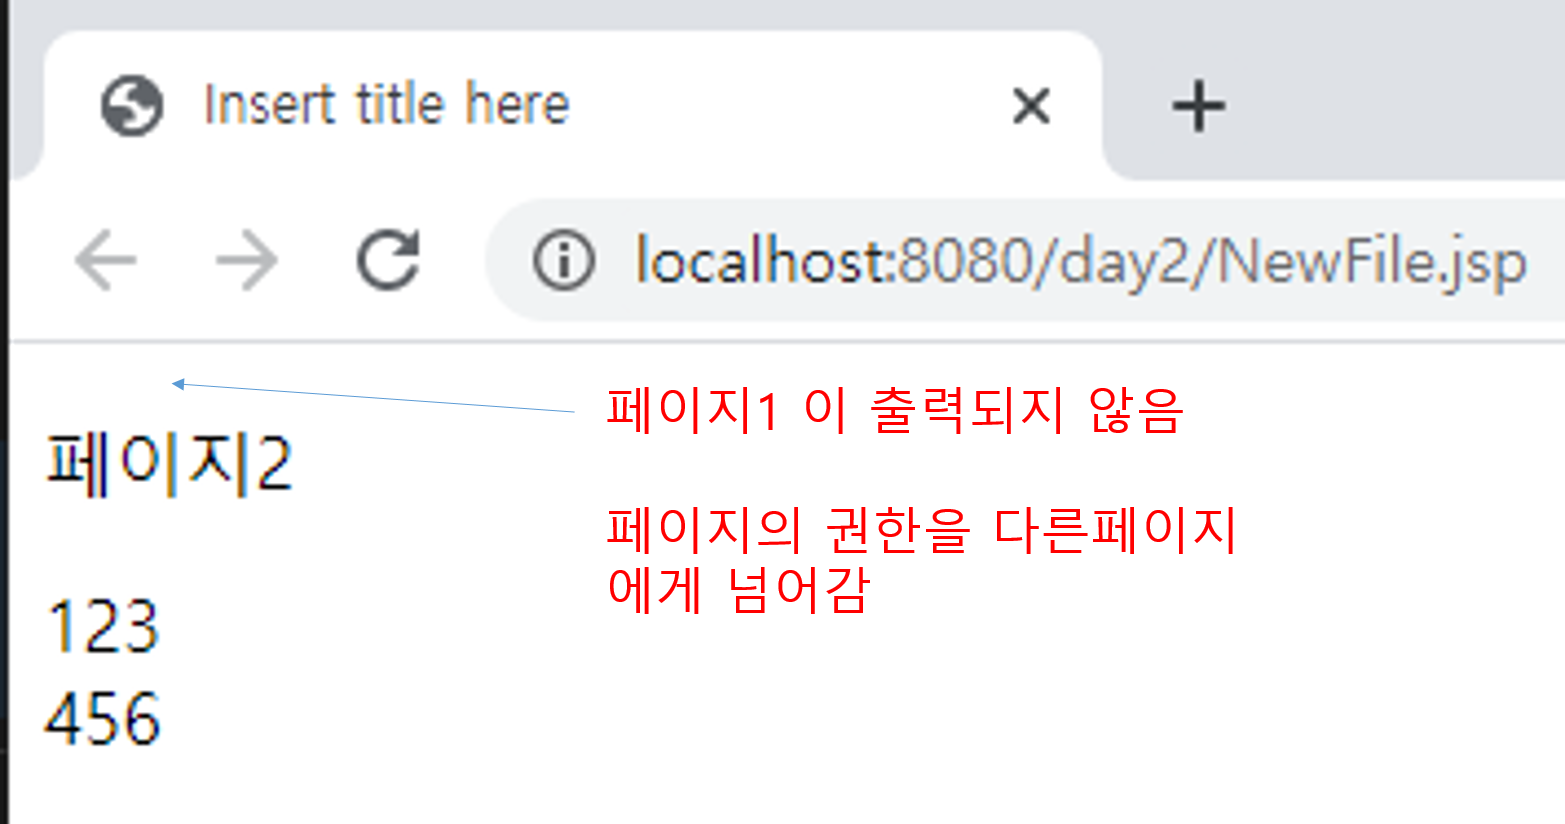 Insert title here
localhost:8080/day2/NewFile.jsp
페이지1 이 출력되지 않음
페이지2
페이지의 권한을 다른페이지
에게 넘어감
123
456